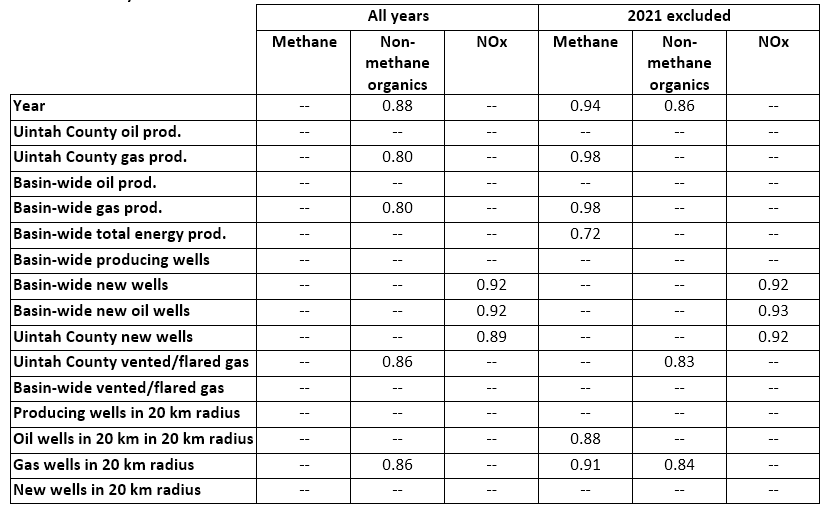 All years 2021 excluded
Methane Non-methane organics NOx Methane Non-methane organics NOx
Year -- 0.88 -- 0.94 0.86 --
Uintah County oil prod. -- -- -- -- -- --
Uintah County gas prod. -- 0.80 -- 0.98 -- --
Basin-wide oil prod. -- -- -- -- -- --
Basin-wide gas prod. -- 0.80 -- 0.98 -- --
Basin-wide total energy prod. -- -- -- 0.72 -- --
Basin-wide producing wells -- -- -- -- -- --
Basin-wide new wells -- -- 0.92 -- -- 0.92
Basin-wide new oil wells -- -- 0.92 -- -- 0.93
Uintah County new wells -- -- 0.89 -- -- 0.92
Uintah County vented/flared gas -- 0.86 -- -- 0.83 --
Basin-wide vented/flared gas -- -- -- -- -- --
Producing wells in 20 km radius -- -- -- -- -- --
Oil wells in 20 km in 20 km radius -- -- -- 0.88 -- --
Gas wells in 20 km radius -- 0.86 -- 0.91 0.84 --
New wells in 20 km radius -- -- -- -- -- --